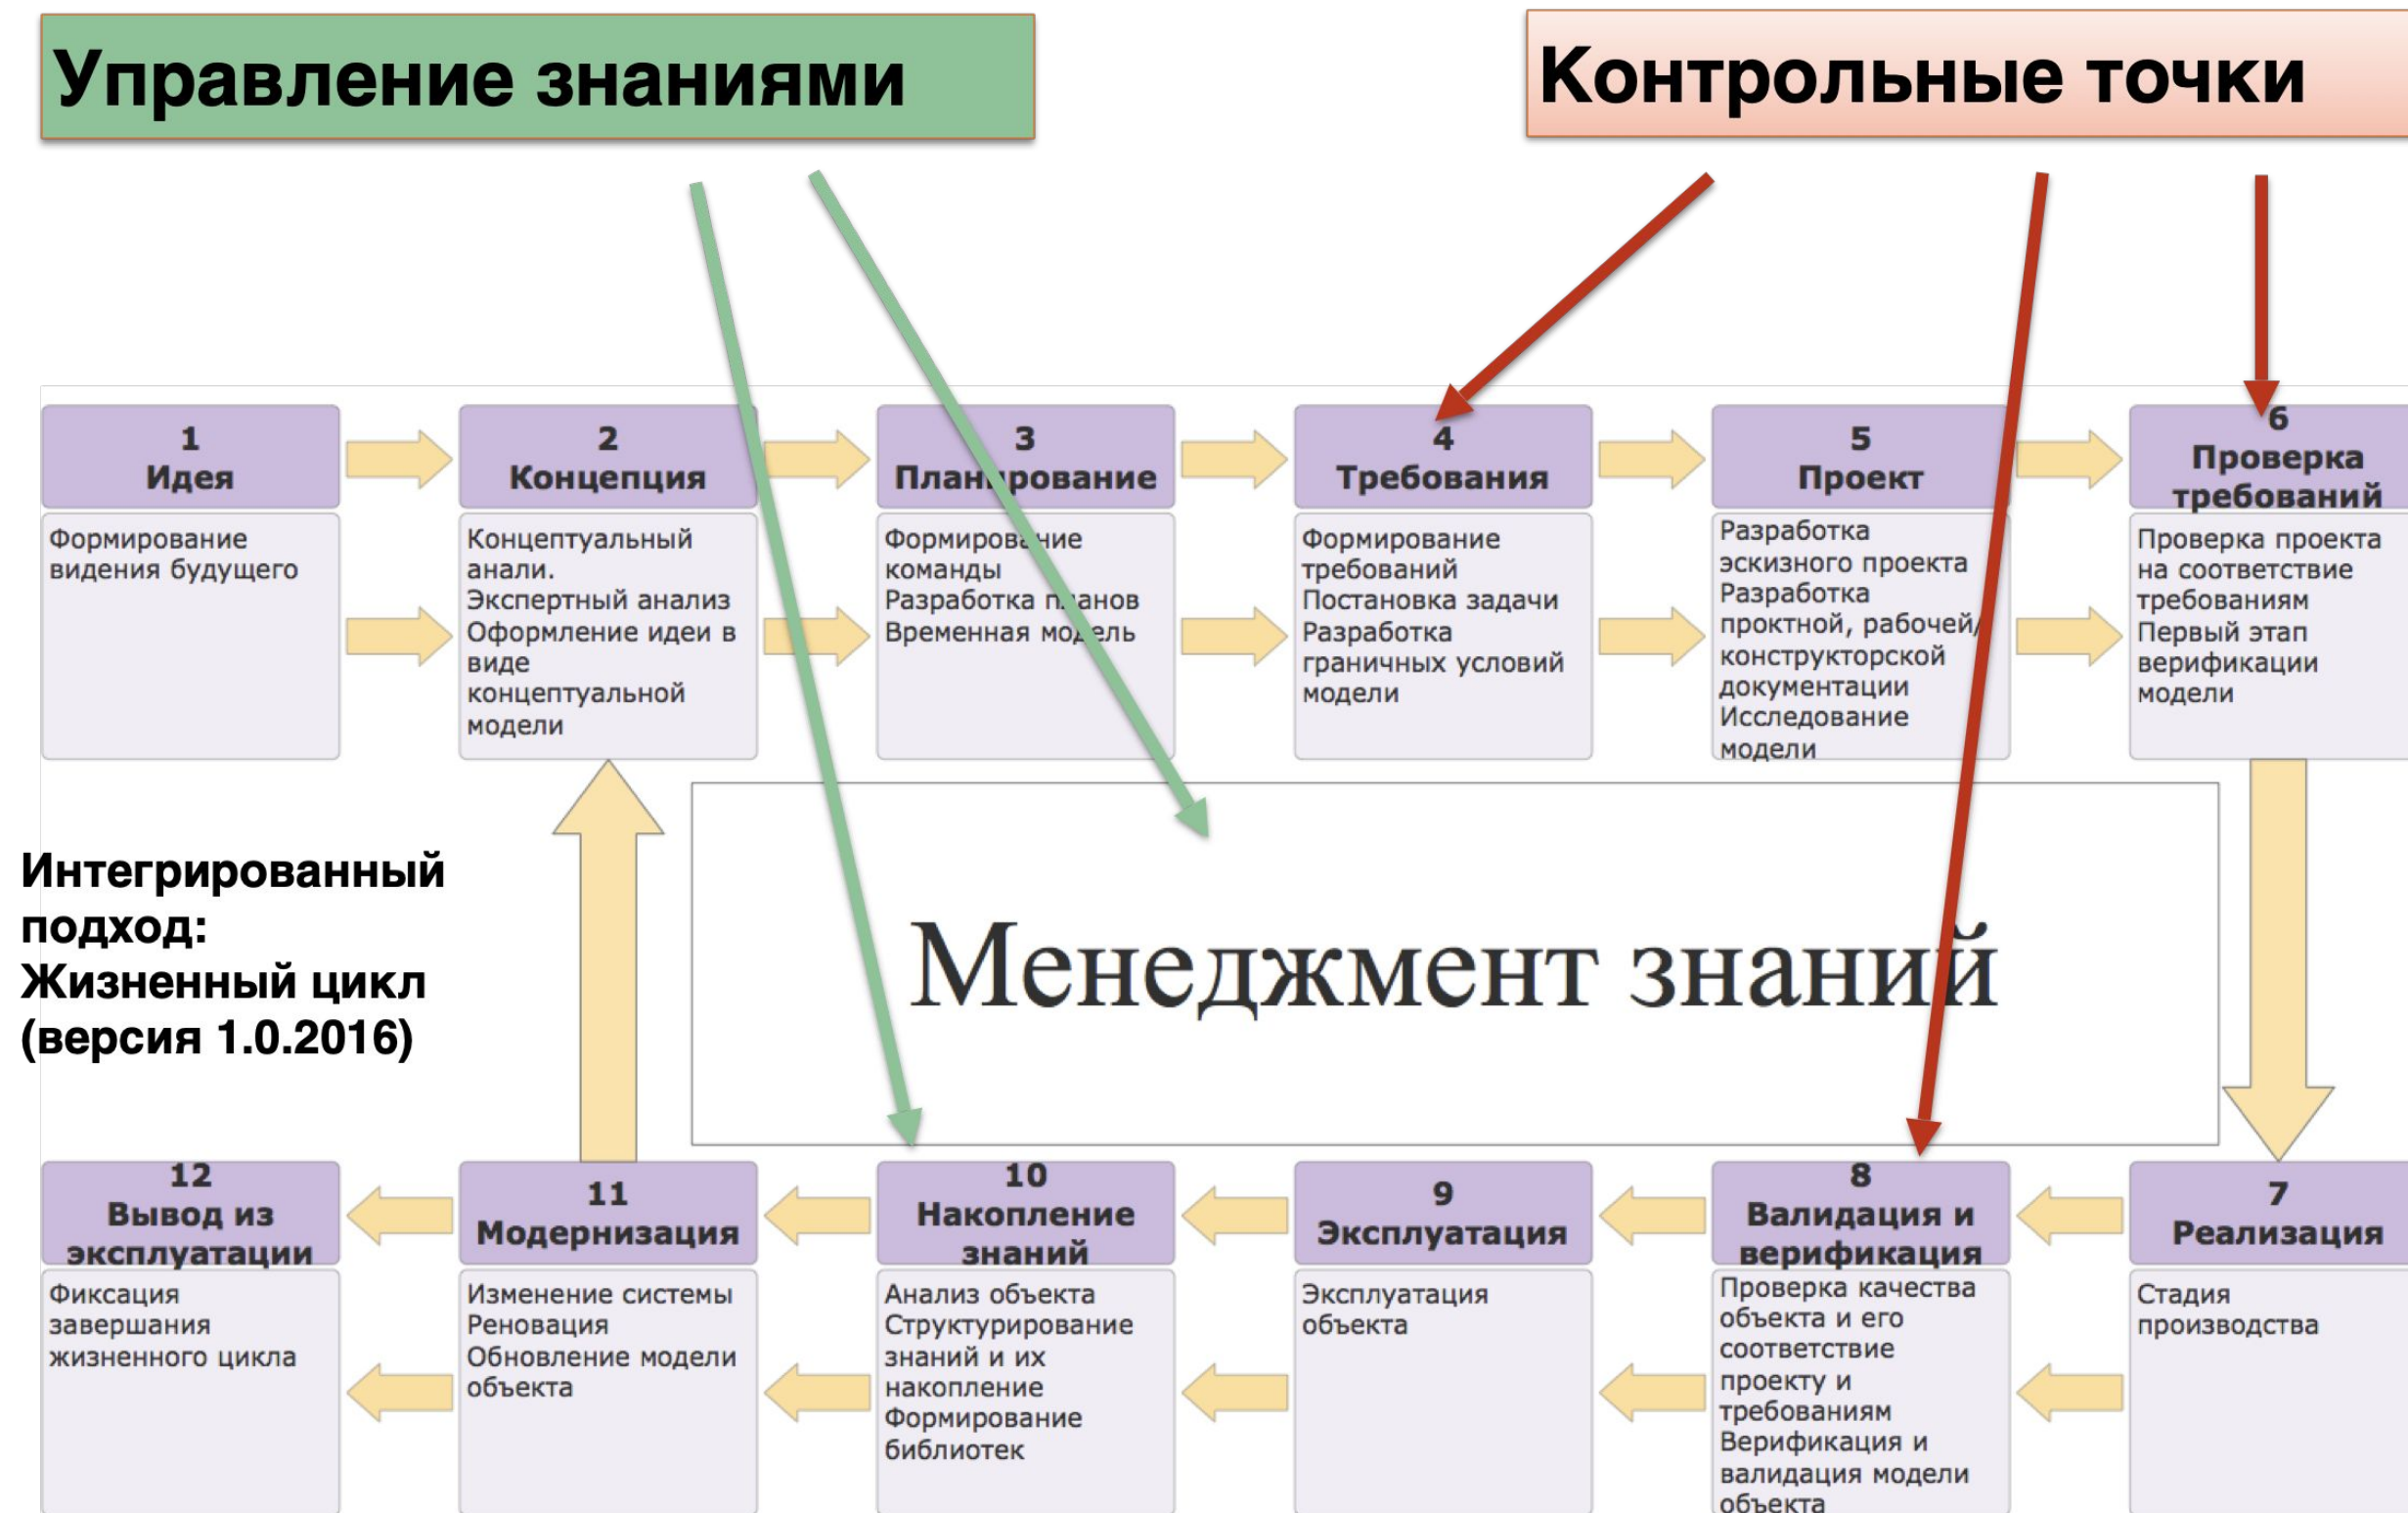 Управление знаниями
Контрольные точки
1
Идея
Формирование
видения будущего
2
Концепция
Концептуальный
анали.
Экспертный анализ
Оформление идеи в
виде
концептуальной
модели
3
Планирование
Формирование
команды
Разработка планов
Временная модель
4
Требования
Формирование
требований
Постановка задачи
Разработка
граничных условий
модели
5
Проект
Разработка
эскизного проекта
Разработка
проктной, рабочей/
конструкторской
документации
Исследование
модели
6
Проверка
требований
Проверка проекта
на соответствие
требованиям
Первый этап
верификации
модели
Интегрированный
подход:
Жизненный цикл
(версия 1.0.2016)
Менеджмент знаний
12
Вывод из
эксплуатации
Фиксация
завершания
жизненного цикла
11
Модернизация
Изменение системы
Реновация
Обновление модели
объекта
10
Накопление
знаний
Анализ объекта
Структурирование
знаний и их
накопление
Формирование
библиотек
9
Эксплуатация
Эксплуатация
объекта
8
Валидация и
верификация
Проверка качества
объекта и его
соответствие
проекту и
требованиям
Верификация и
валидация модели
объекта
7
Реализация
Стадия
производства